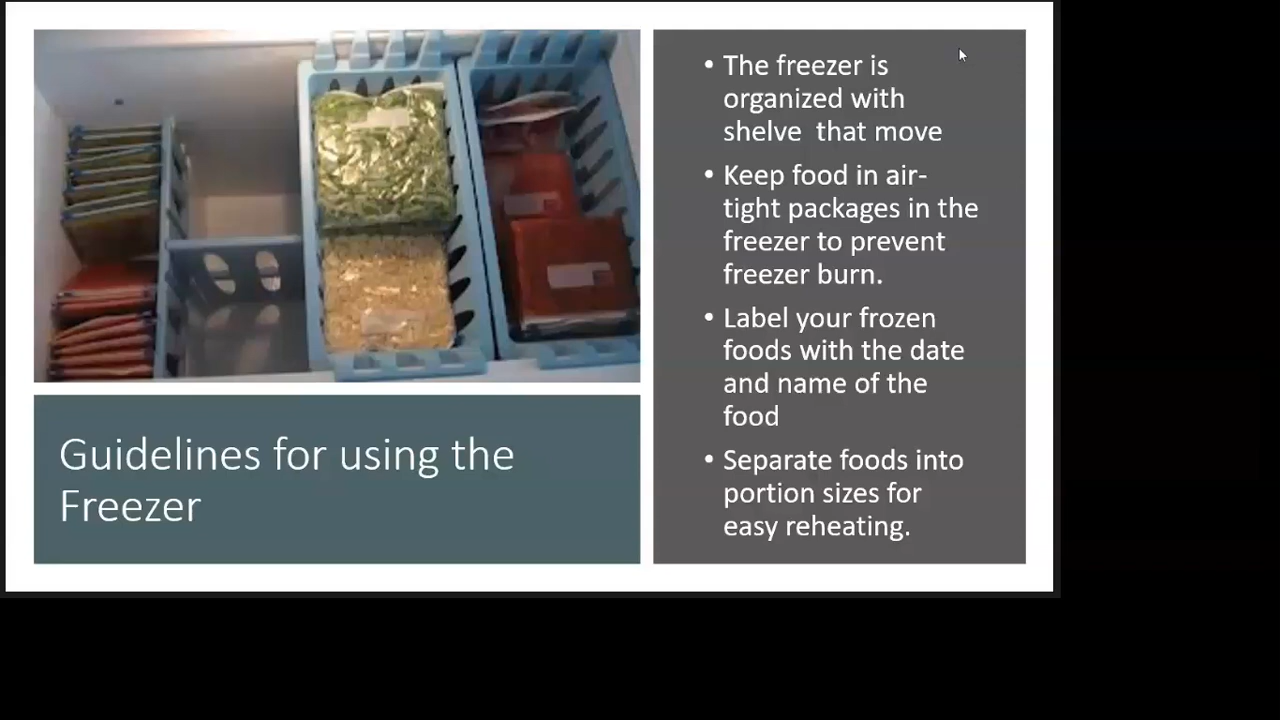 Guidelines for using the
Freezer
• The freezer is
organized with
shelve  that move
• Keep food in air-
tight packages in the
freezer to prevent
freezer burn.
• Label your frozen
foods with the date
and name of the
food
• Separate foods into
portion sizes for
easy reheating.